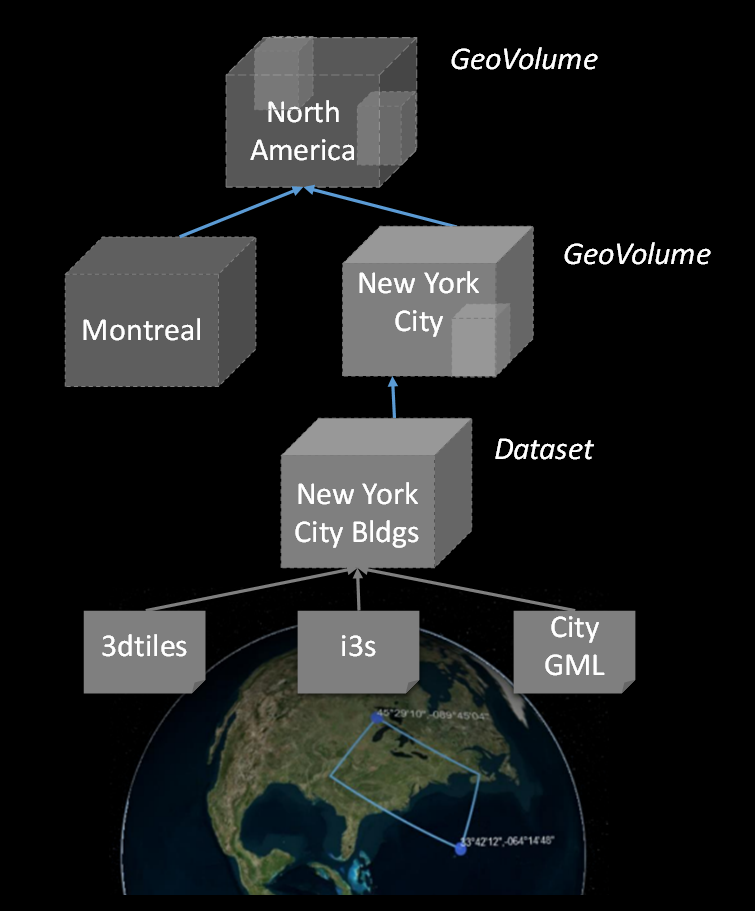 GeoVolume
North
America
GeoVolume
New York
City
Montreal
Dataset
New York
City Bldgs
3dtiles
i3s
City
GML
45°29'10",-089°45'04"
33°42'12",-064°14'48"